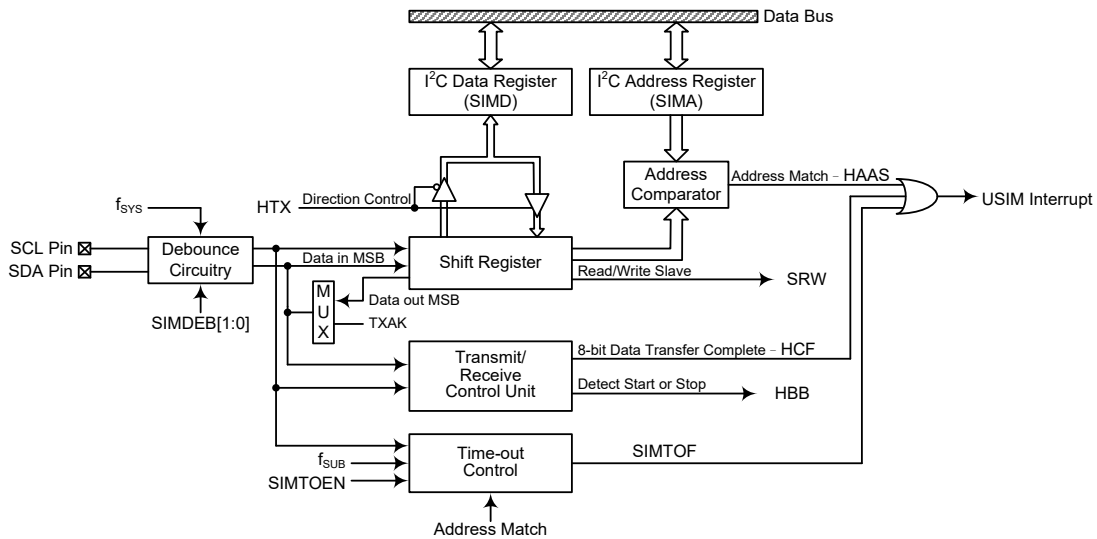 Data Bus
I²C Data Register
(SIMD)
I²C Address Register
(SIMA)
Address
Comparator
Address Match - HAAS
USIM Interrupt
HTX
Direction Control
fSYS
SCL Pin
SDA Pin
Debounce
Circuitry
SIMDEB[1:0]
Data in MSB
Shift Register
Read/Write Slave
SRW
M
U
X
Data out MSB
TXAK
Transmit/
Receive
Control Unit
8-bit Data Transfer Complete - HCF
Detect Start or Stop
HBB
Time-out
Control
SIMTOF
fSUB
SIMTOEN
Address Match